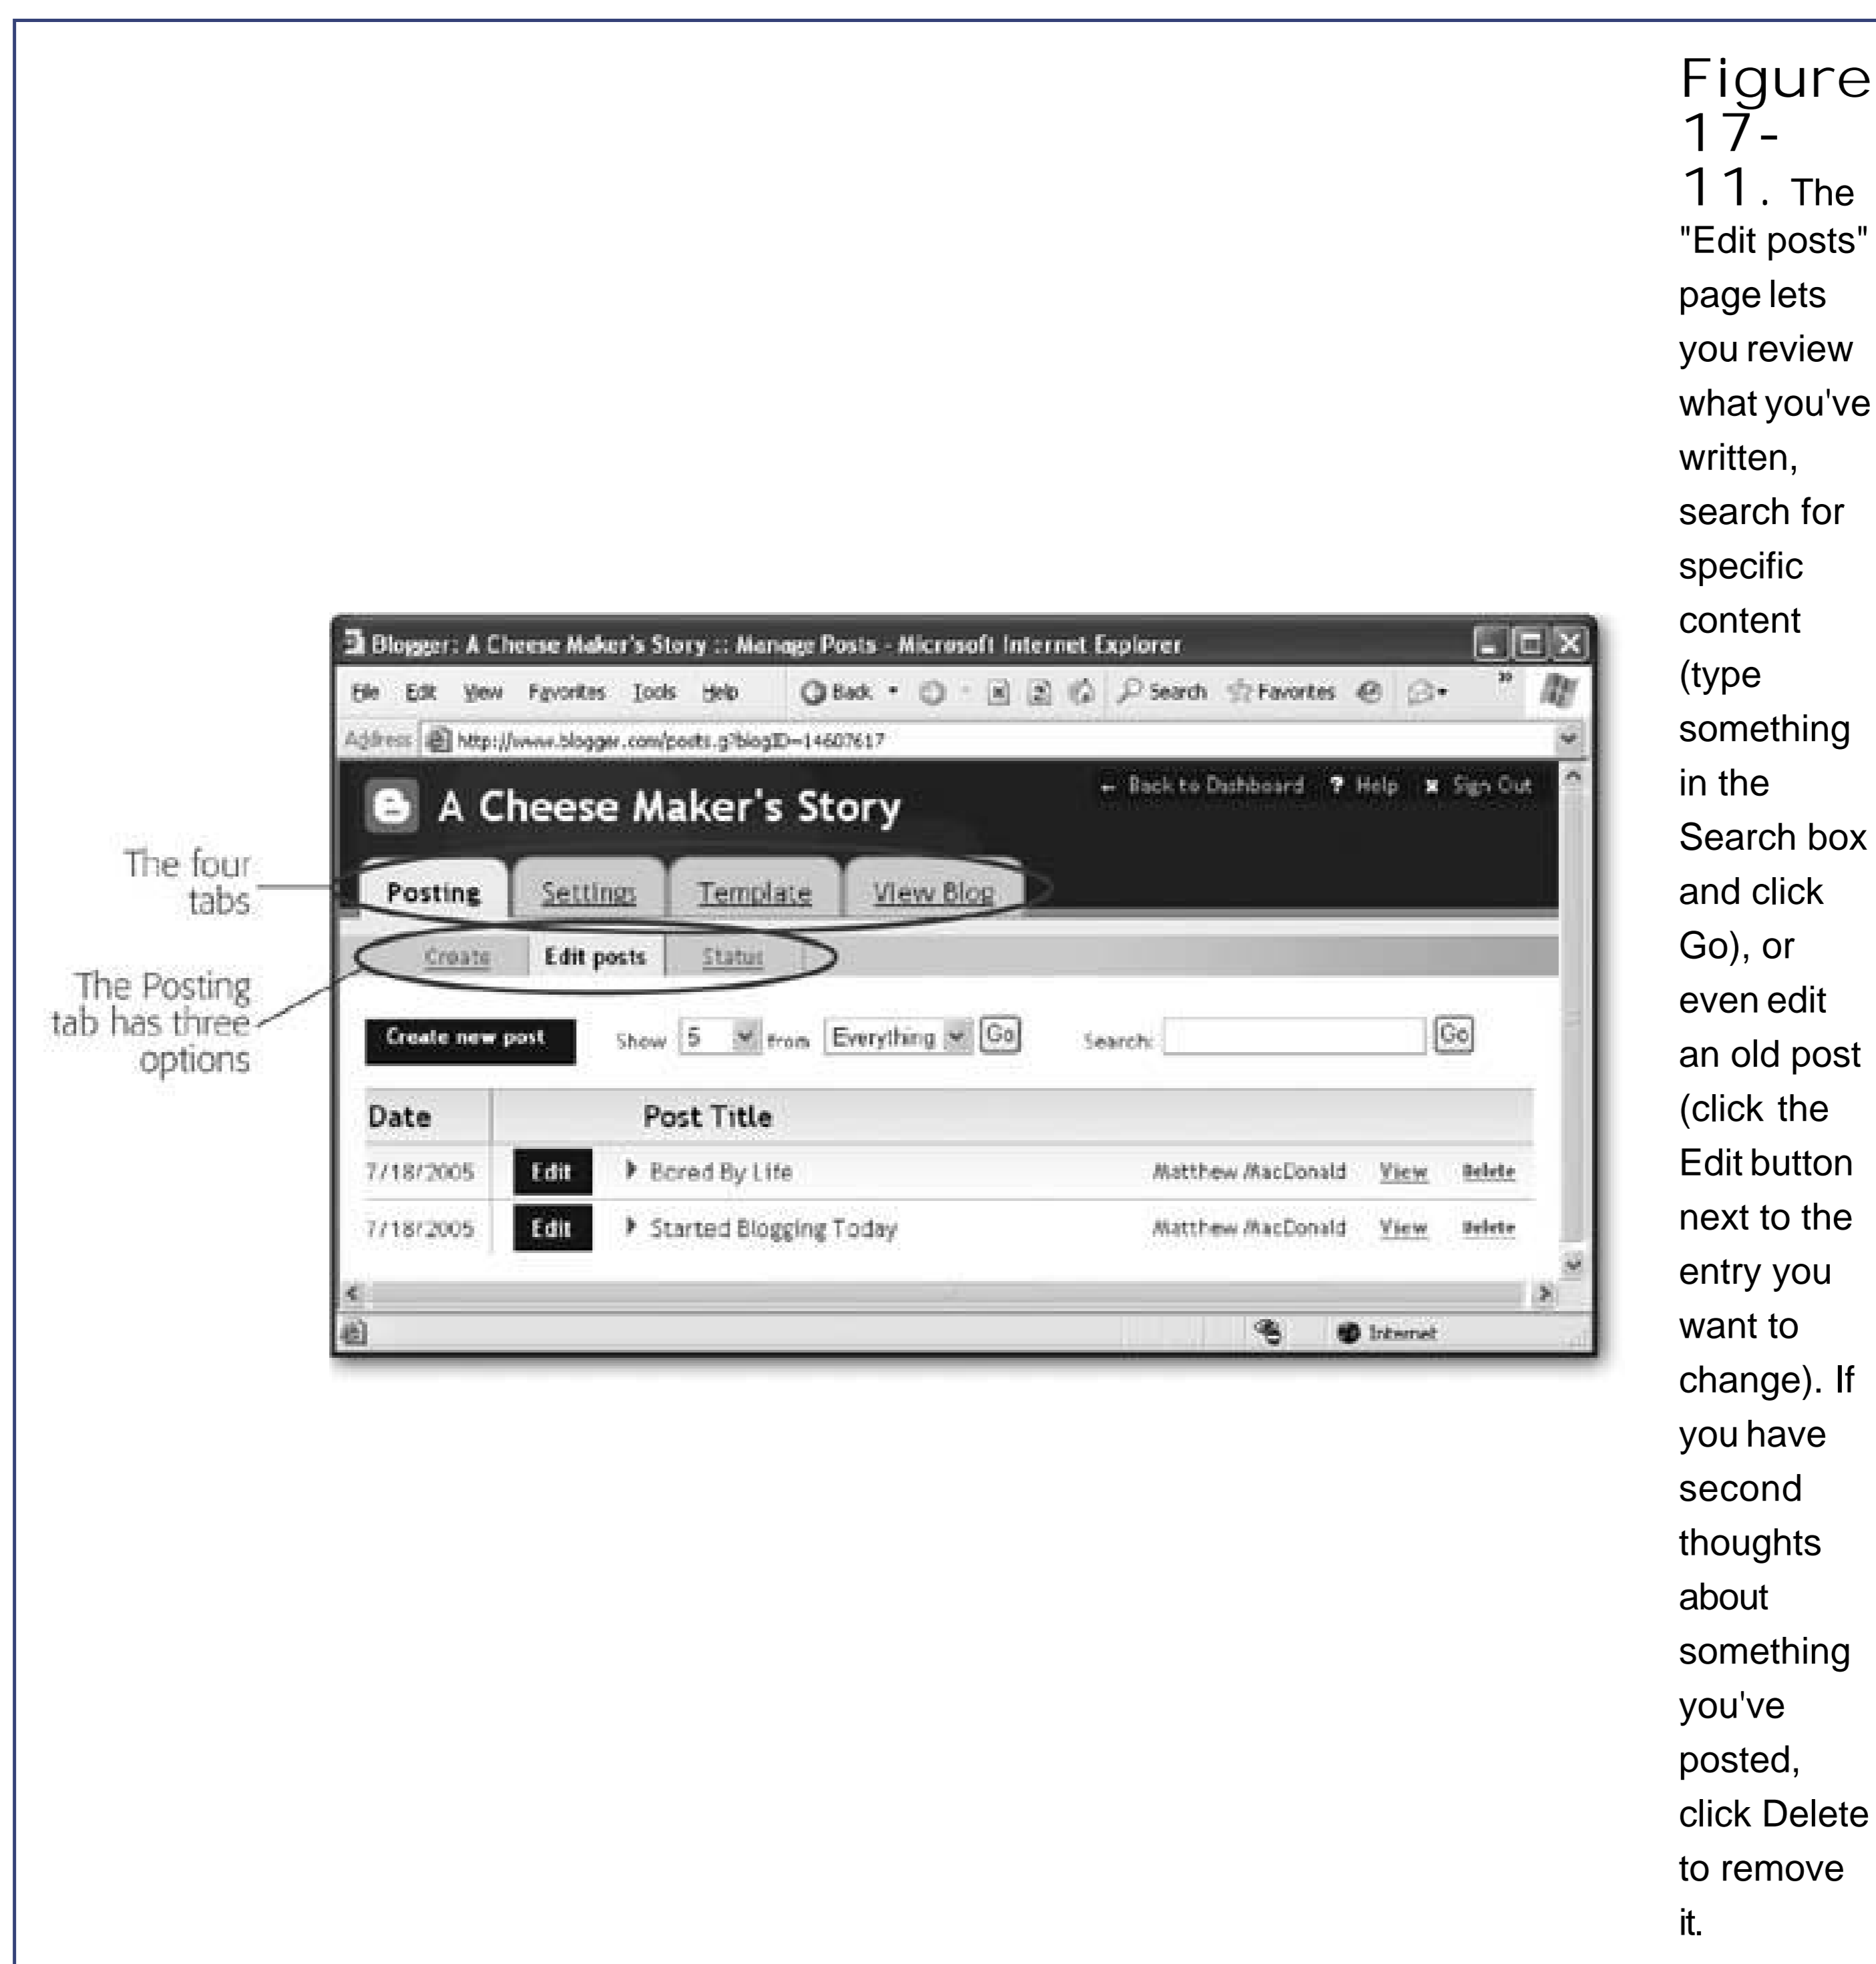 Figure
17-
11. The
"Edit posts"
page lets
you review
what you've
written,
search for
specific
content
(type
something
in the
Search box
and click
Go), or
even edit
an old post
(click the
Edit button
next to the
entry you
want to
change). If
you have
second
thoughts
about
something
you've
posted,
click Delete
to remove
it.
Blogger: A Cheese Maker's Story :: Manage Posts - Microsoft Internet Explorer
File Edit View Favorites Tools Help Back Search Favorites »
Address http://www.blogger.com/posts.g?blogID=14607617
A Cheese Maker's Story ← Back to Dashboard ? Help × Sign Out
The four
tabs
Posting Settings Template View Blog
Create Edit posts Status
The Posting
tab has three
options
Create new post Show 5 from Everything Go Search: Go
Date Post Title
7/18/2005 Edit Bored By Life Matthew MacDonald View Delete
7/18/2005 Edit Started Blogging Today Matthew MacDonald View Delete
Internet